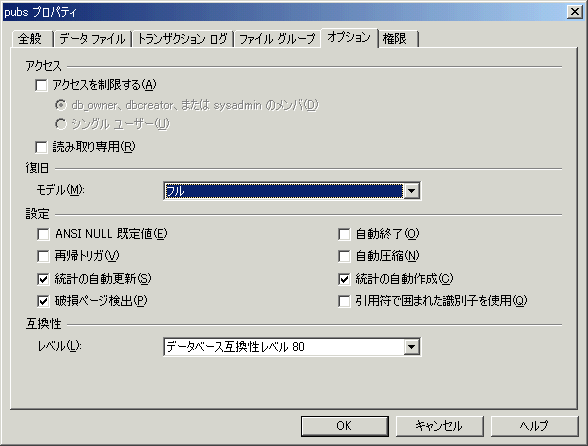 pubs プロパティ
全般 データ ファイル トランザクション ログ ファイル グループ オプション 権限
アクセス
アクセスを制限する(A)
db_owner、dbcreator、または sysadmin のメンバ(D)
シングル ユーザー(U)
読み取り専用(R)
復旧
モデル(M): フル
設定
ANSI NULL 既定値(E) 自動終了(O)
再帰トリガ(V) 自動圧縮(N)
統計の自動更新(S) 統計の自動作成(C)
破損ページ検出(P) 引用符で囲まれた識別子を使用(Q)
互換性
レベル(L): データベース互換性レベル 80
OK キャンセル ヘルプ